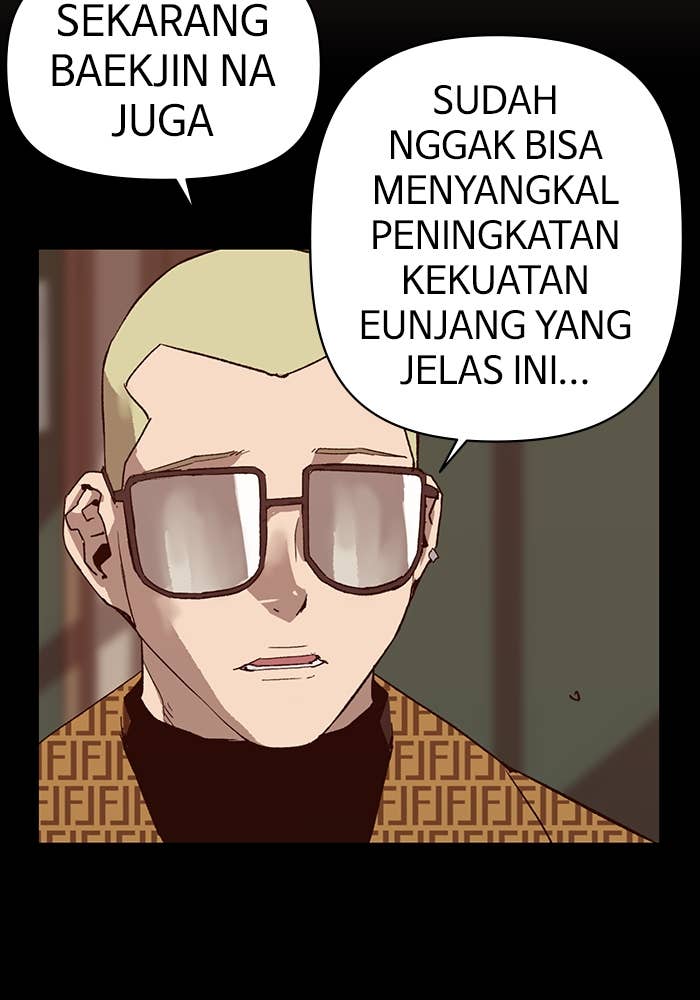 SEKARANG
BAEKJIN NA
JUGA
SUDAH
NGGAK BISA
MENYANGKAL
PENINGKATAN
KEKUATAN
EUNJANG YANG
JELAS INI...